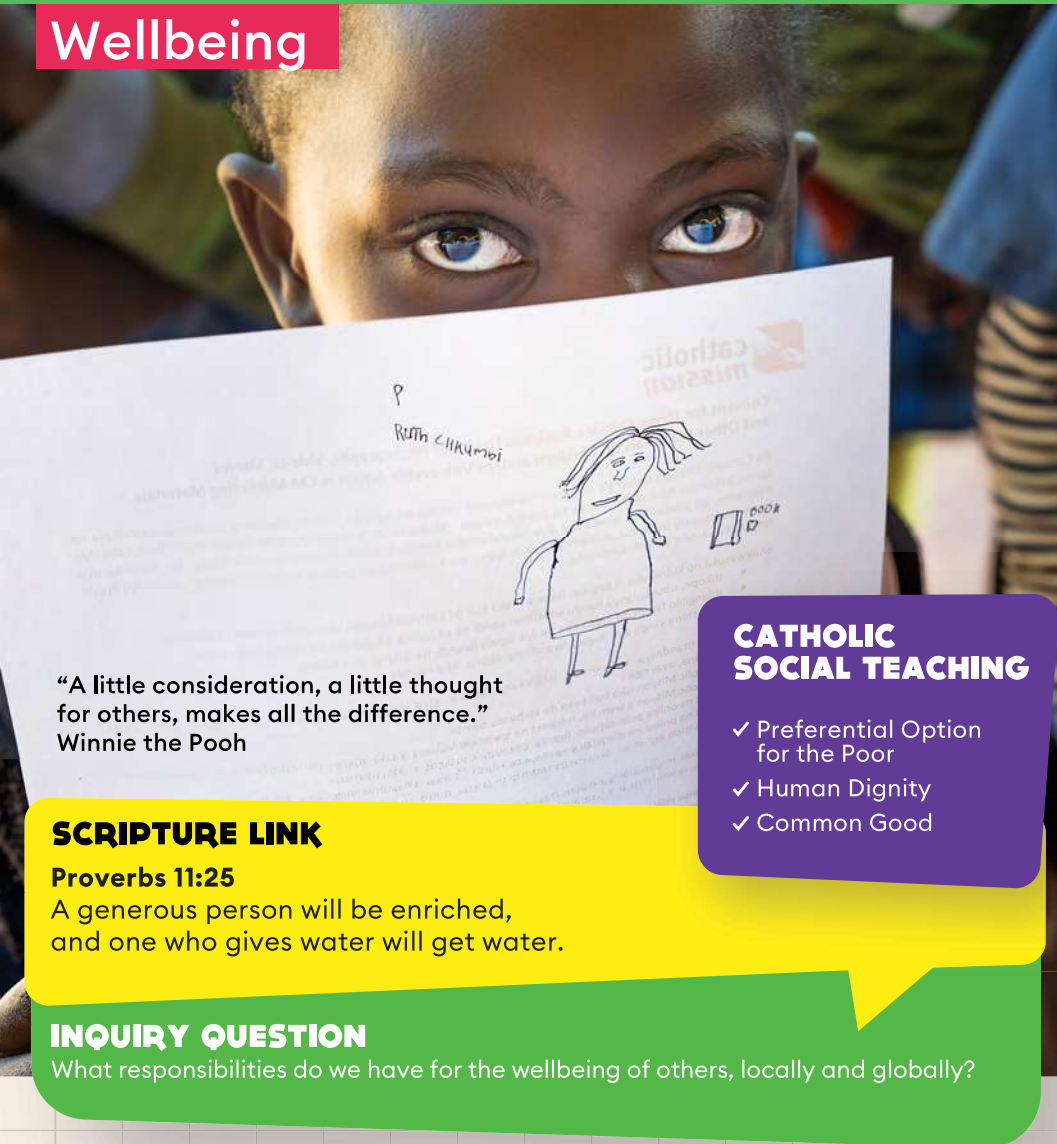 Wellbeing
catholic
mission
P
RUTH CHKUMBI
BOOK
“A little consideration, a little thought
for others, makes all the difference.”
Winnie the Pooh
CATHOLIC
SOCIAL TEACHING
✓ Preferential Option
for the Poor
✓ Human Dignity
✓ Common Good
SCRIPTURE LINK
Proverbs 11:25
A generous person will be enriched,
and one who gives water will get water.
INQUIRY QUESTION
What responsibilities do we have for the wellbeing of others, locally and globally?